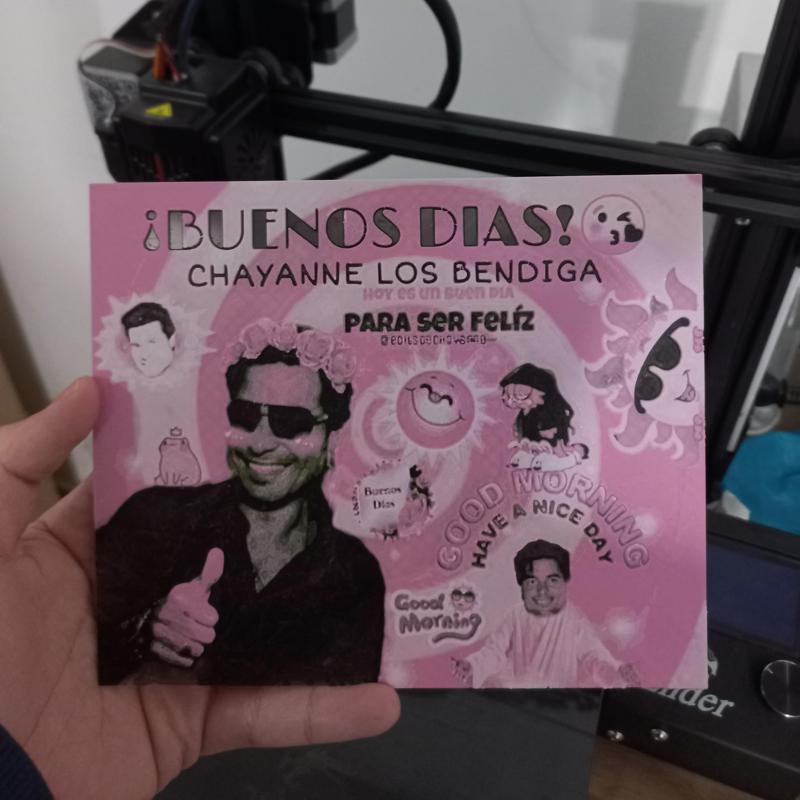 ¡BUENOS DIAS!
CHAYANNE LOS BENDIGA
HOY ES UN BUEN DIA
PARA SER FELÍZ
Buenos
Dias
GOOD MORNING
HAVE A NICE DAY
Good
Morning
nder